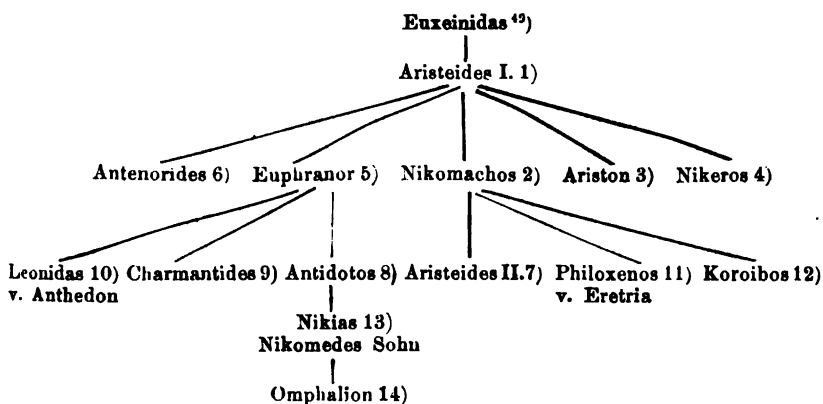 Euxeinidas ⁴⁹)
Aristeides I. 1)
Antenorides 6) Euphranor 5) Nikomachos 2) Ariston 3) Nikeros 4)
Leonidas 10) Charmantides 9) Antidotos 8) Aristeides II. 7) Philoxenos 11) Koroibos 12)
v. Anthedon v. Eretria
Nikias 13)
Nikomedes Sohn
Omphalion 14)